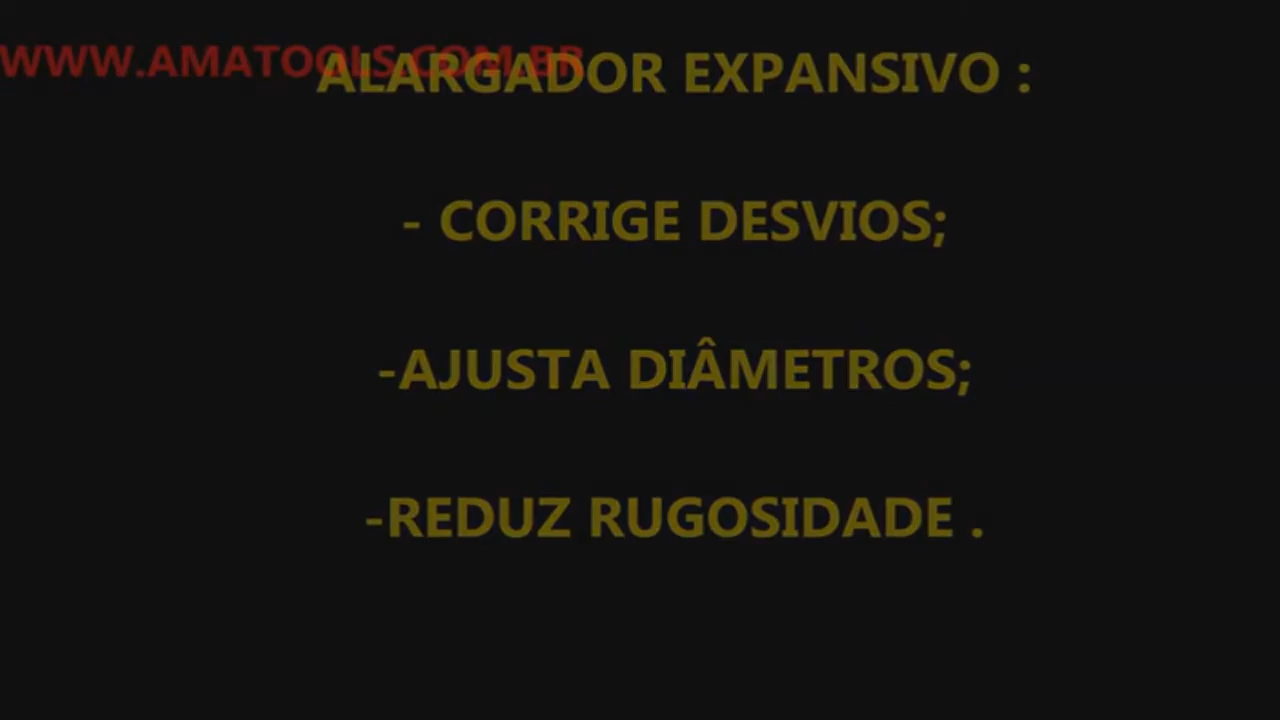 WWW.AMATOOLS.COM.BR
ALARGADOR EXPANSIVO :
- CORRIGE DESVIOS;
-AJUSTA DIÂMETROS;
-REDUZ RUGOSIDADE .